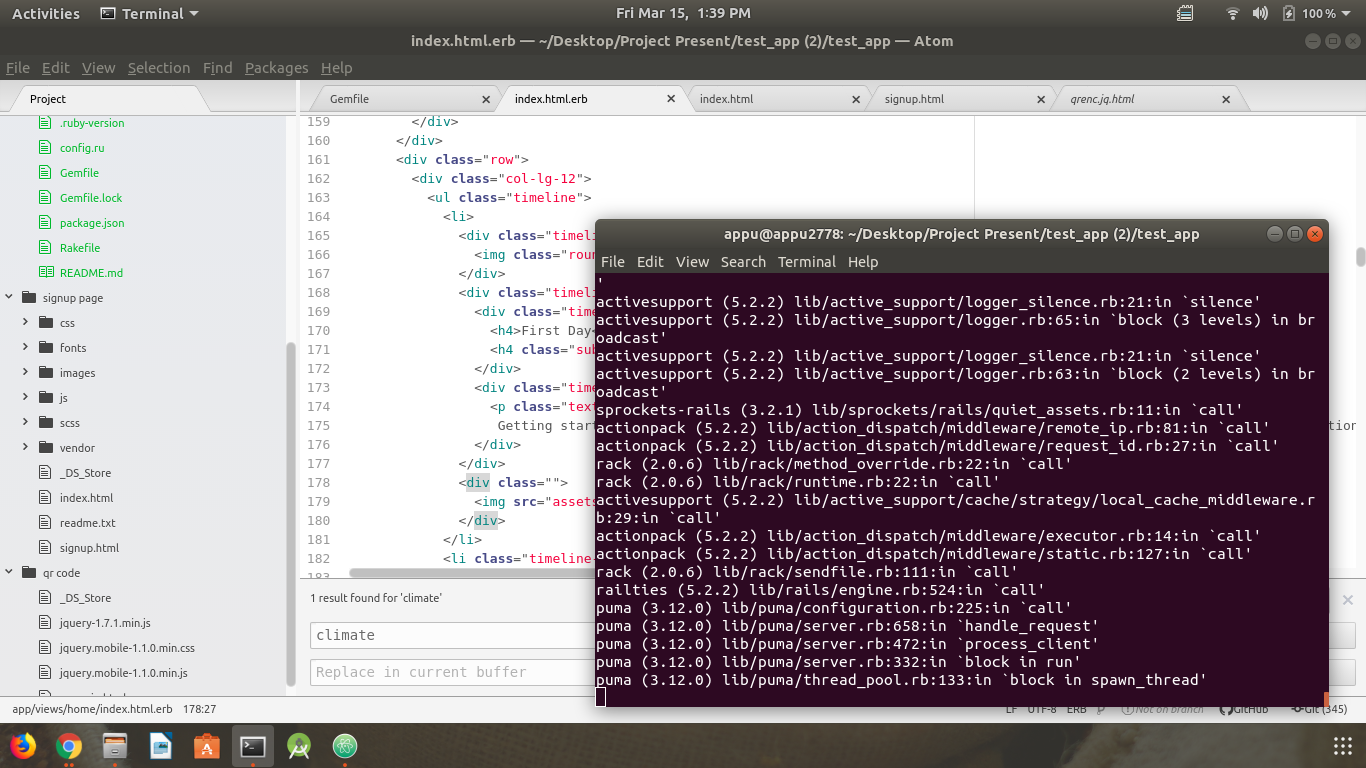 Activities Terminal Fri Mar 15, 1:39 PM 100%
index.html.erb — ~/Desktop/Project Present/test_app (2)/test_app — Atom
File Edit View Selection Find Packages Help
Project Gemfile index.html.erb index.html signup.html qrenc.jq.html
.ruby-version
config.ru
Gemfile
Gemfile.lock
package.json
Rakefile
README.md
signup page
css
fonts
images
js
scss
vendor
_DS_Store
index.html
readme.txt
signup.html
qr code
_DS_Store
jquery-1.7.1.min.js
jquery.mobile-1.1.0.min.css
jquery.mobile-1.1.0.min.js
159 </div>
160 </div>
161 <div class="row">
162 <div class="col-lg-12">
163 <ul class="timeline">
164 <li>
165 <div class="timeli
166 <img class="rour
167 </div>
168 <div class="timeli
169 <div class="time
170 <h4>First Day<
171 <h4 class="sub
172 </div>
173 <div class="time
174 <p class="text
175 Getting start tion
176 </div>
177 </div>
178 <div class="">
179 <img src="assets
180 </div>
181 </li>
182 <li class="timeline
183
1 result found for 'climate'
climate
Replace in current buffer
app/views/home/index.html.erb 178:27 LF UTF-8 ERB Not on branch GitHub Git (345)
appu@appu2778: ~/Desktop/Project Present/test_app (2)/test_app
File Edit View Search Terminal Help
'
activesupport (5.2.2) lib/active_support/logger_silence.rb:21:in `silence'
activesupport (5.2.2) lib/active_support/logger.rb:65:in `block (3 levels) in br
oadcast'
activesupport (5.2.2) lib/active_support/logger_silence.rb:21:in `silence'
activesupport (5.2.2) lib/active_support/logger.rb:63:in `block (2 levels) in br
oadcast'
sprockets-rails (3.2.1) lib/sprockets/rails/quiet_assets.rb:11:in `call'
actionpack (5.2.2) lib/action_dispatch/middleware/remote_ip.rb:81:in `call'
actionpack (5.2.2) lib/action_dispatch/middleware/request_id.rb:27:in `call'
rack (2.0.6) lib/rack/method_override.rb:22:in `call'
rack (2.0.6) lib/rack/runtime.rb:22:in `call'
activesupport (5.2.2) lib/active_support/cache/strategy/local_cache_middleware.r
b:29:in `call'
actionpack (5.2.2) lib/action_dispatch/middleware/executor.rb:14:in `call'
actionpack (5.2.2) lib/action_dispatch/middleware/static.rb:127:in `call'
rack (2.0.6) lib/rack/sendfile.rb:111:in `call'
railties (5.2.2) lib/rails/engine.rb:524:in `call'
puma (3.12.0) lib/puma/configuration.rb:225:in `call'
puma (3.12.0) lib/puma/server.rb:658:in `handle_request'
puma (3.12.0) lib/puma/server.rb:472:in `process_client'
puma (3.12.0) lib/puma/server.rb:332:in `block in run'
puma (3.12.0) lib/puma/thread_pool.rb:133:in `block in spawn_thread'